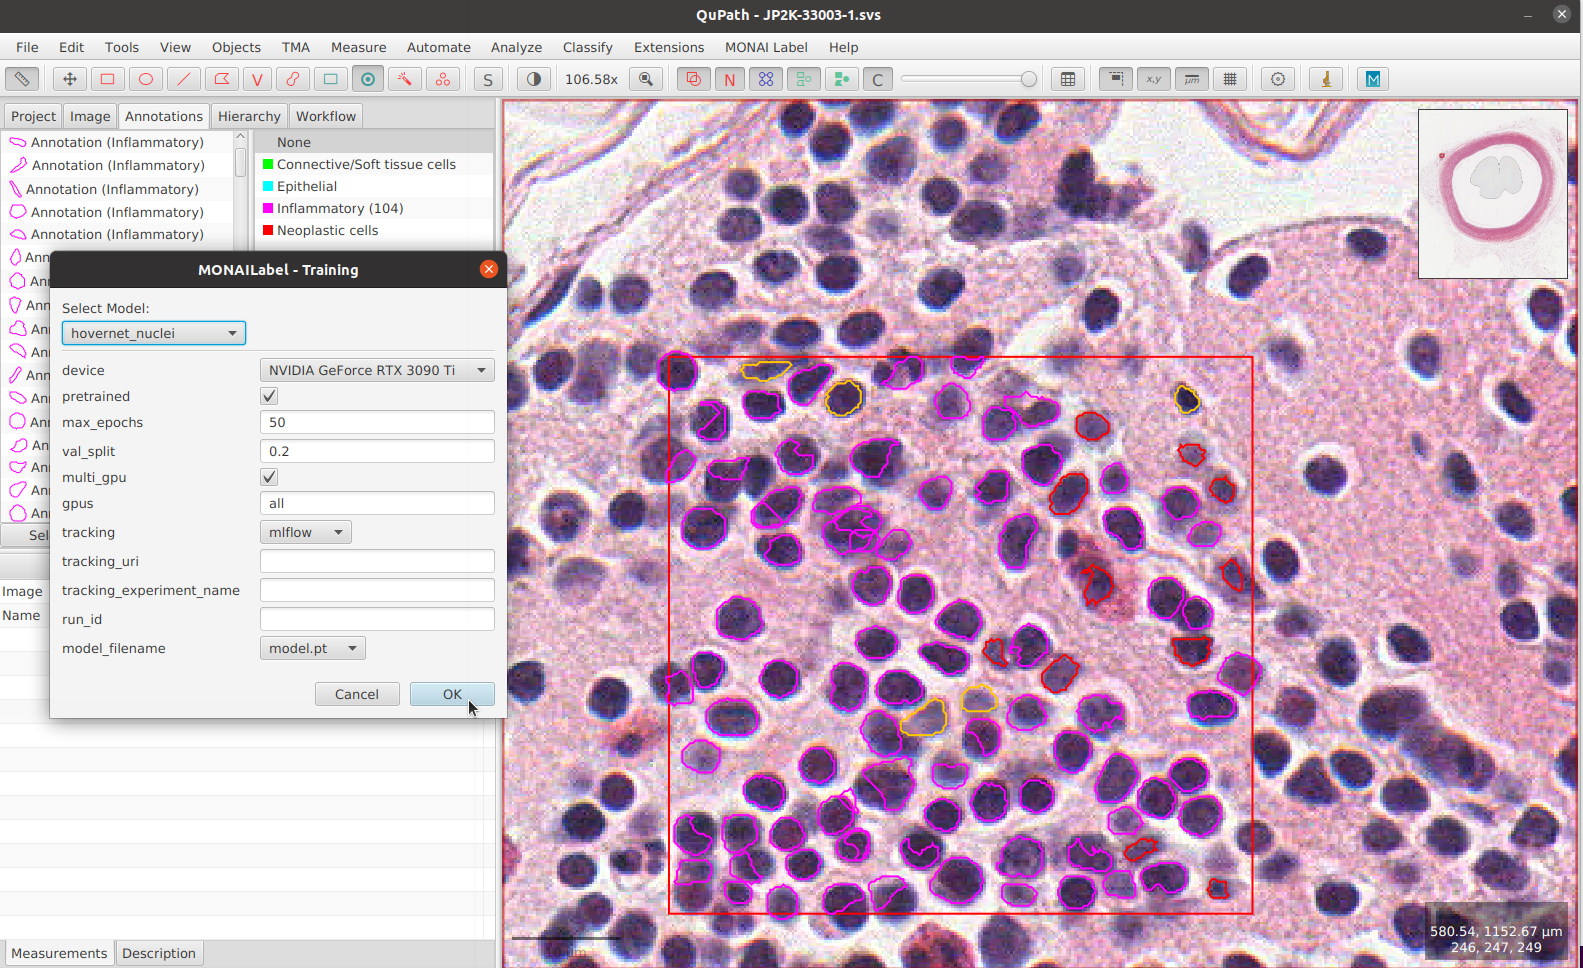 QuPath - JP2K-33003-1.svs
File Edit Tools View Objects TMA Measure Automate Analyze Classify Extensions MONAI Label Help
V S 106.58x N C x,y μm M
Project Image Annotations Hierarchy Workflow
Annotation (Inflammatory)
Annotation (Inflammatory)
Annotation (Inflammatory)
Annotation (Inflammatory)
Annotation (Inflammatory)
None
Connective/Soft tissue cells
Epithelial
Inflammatory (104)
Neoplastic cells
Ann
Ann
Ann
Ann
Ann
Ann
Ann
Ann
Ann
Ann
Ann
Ann
Sel
Image
Name
MONAILabel - Training
Select Model:
hovernet_nuclei
device NVIDIA GeForce RTX 3090 Ti
pretrained
max_epochs 50
val_split 0.2
multi_gpu
gpus all
tracking mlflow
tracking_uri
tracking_experiment_name
run_id
model_filename model.pt
Cancel OK
580.54, 1152.67 μm
246, 247, 249
Measurements Description